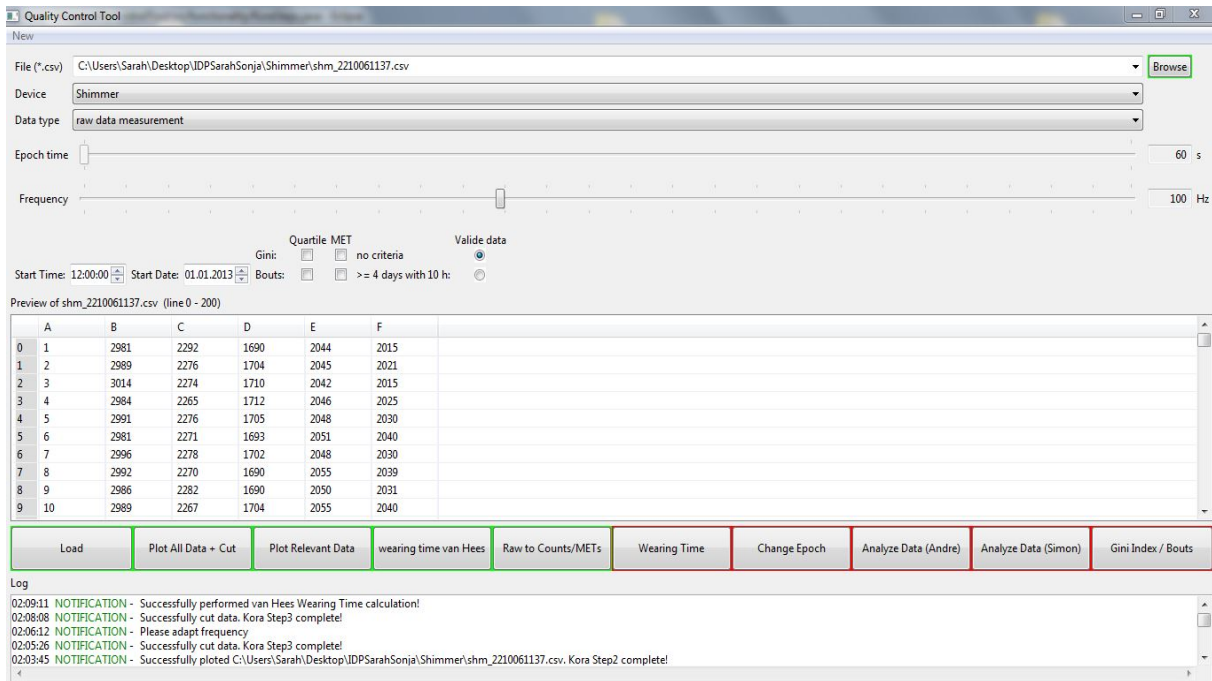 Quality Control Tool
New
File (*.csv) C:\Users\Sarah\Desktop\IDPSarahSonja\Shimmer\shm_2210061137.csv Browse
Device Shimmer
Data type raw data measurement
Epoch time 60 s
Frequency 100 Hz
Quartile MET Valide data
Gini: no criteria
Start Time: 12:00:00 Start Date: 01.01.2013 Bouts: >= 4 days with 10 h:
Preview of shm_2210061137.csv (line 0 - 200)
A B C D E F
0 1 2981 2292 1690 2044 2015
1 2 2989 2276 1704 2045 2021
2 3 3014 2274 1710 2042 2015
3 4 2984 2265 1712 2046 2025
4 5 2991 2276 1705 2048 2030
5 6 2981 2271 1693 2051 2040
6 7 2996 2278 1702 2048 2030
7 8 2992 2270 1690 2055 2039
8 9 2986 2282 1690 2050 2031
9 10 2989 2267 1704 2055 2040
Load Plot All Data + Cut Plot Relevant Data wearing time van Hees Raw to Counts/METs Wearing Time Change Epoch Analyze Data (Andre) Analyze Data (Simon) Gini Index / Bouts
Log
02:09:11 NOTIFICATION - Successfully performed van Hees Wearing Time calculation!
02:08:08 NOTIFICATION - Successfully cut data. Kora Step3 complete!
02:06:12 NOTIFICATION - Please adapt frequency
02:05:26 NOTIFICATION - Successfully cut data. Kora Step3 complete!
02:03:45 NOTIFICATION - Successfully ploted C:\Users\Sarah\Desktop\IDPSarahSonja\Shimmer\shm_2210061137.csv. Kora Step2 complete!